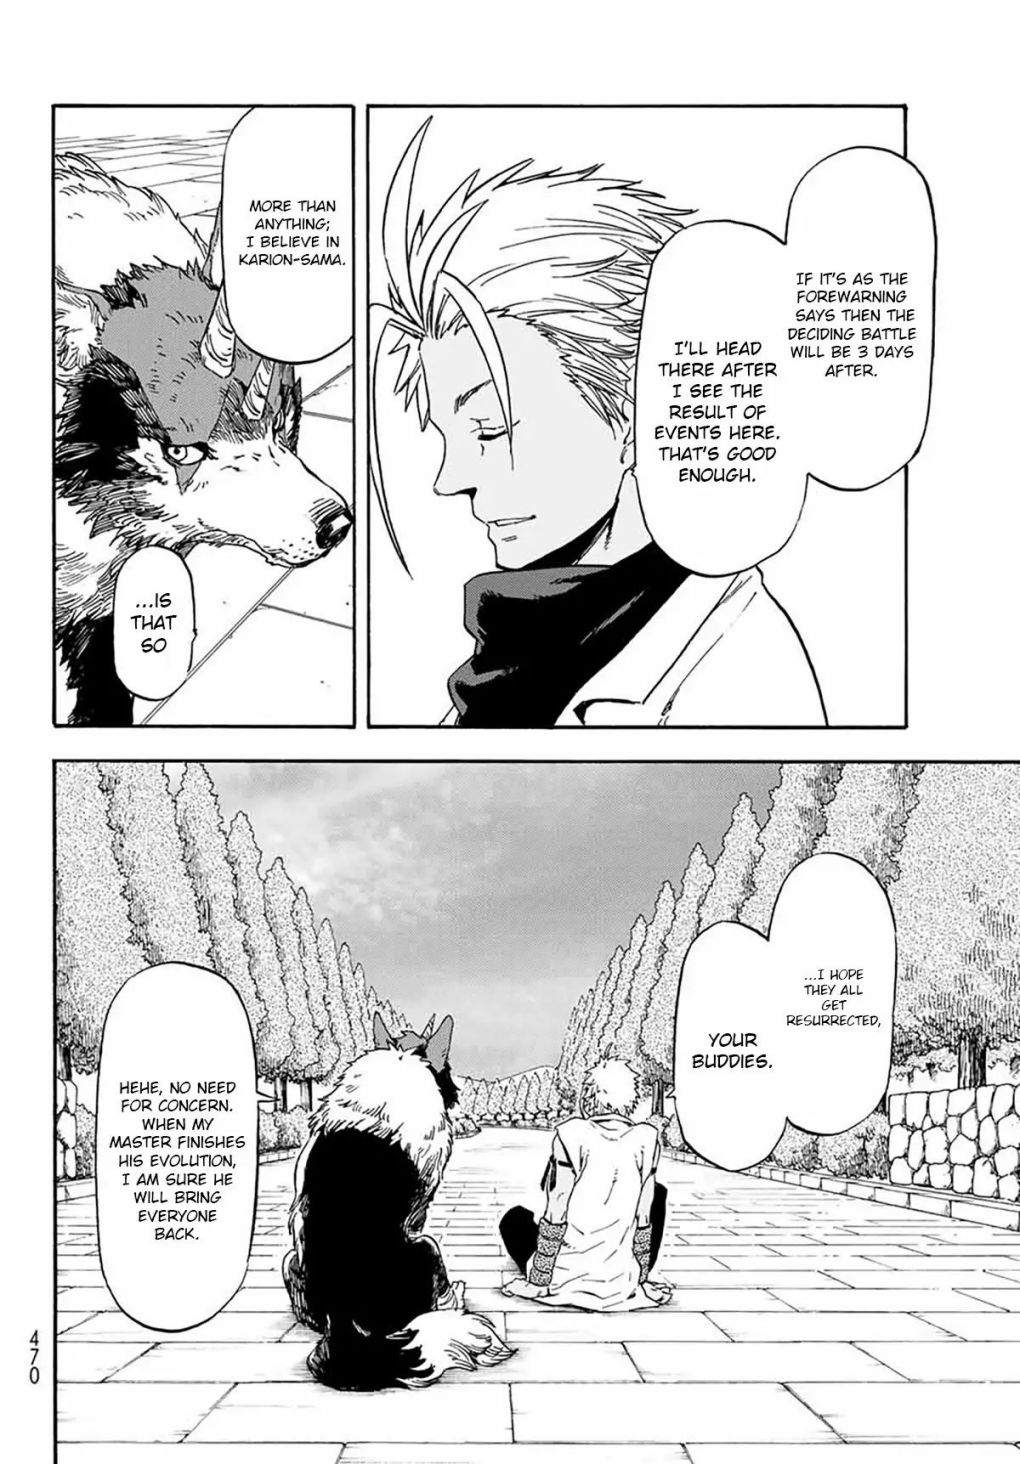 IF IT'S AS THE
FOREWARNING
SAYS THEN THE
DECIDING BATTLE
WILL BE 3 DAYS
AFTER.
I'LL HEAD
THERE AFTER
I SEE THE
RESULT OF
EVENTS HERE.
THAT'S GOOD
ENOUGH.
MORE THAN
ANYTHING;
I BELIEVE IN
KARION-SAMA.
...IS
THAT
SO
...I HOPE
THEY ALL
GET
RESURRECTED,
YOUR
BUDDIES.
HEHE, NO NEED
FOR CONCERN.
WHEN MY
MASTER FINISHES
HIS EVOLUTION,
I AM SURE HE
WILL BRING
EVERYONE
BACK.
470